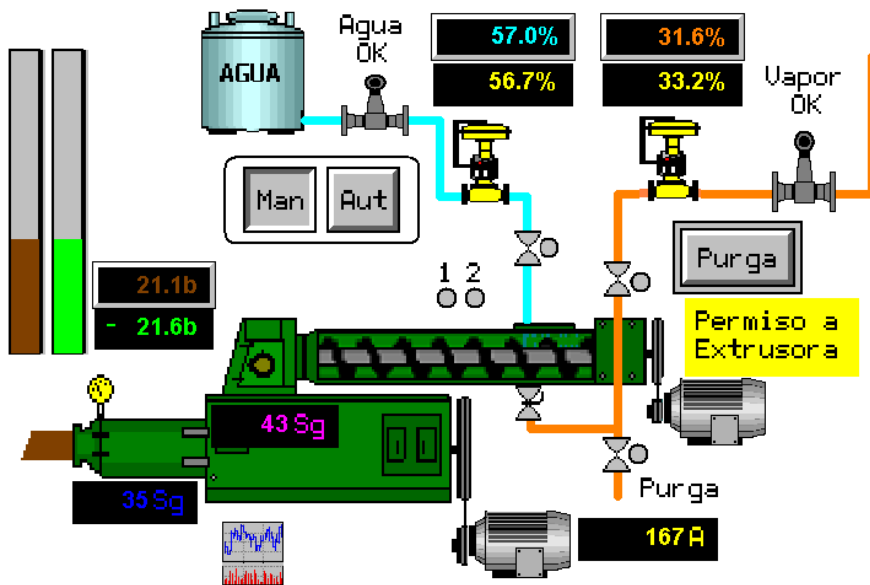 Agua
OK
57.0%
31.6%
AGUA
56.7%
33.2%
Vapor
OK
Man
Aut
Purga
1 2
21.1b
- 21.6b
Permiso a
Extrusora
43 Sg
35 Sg
Purga
167 A